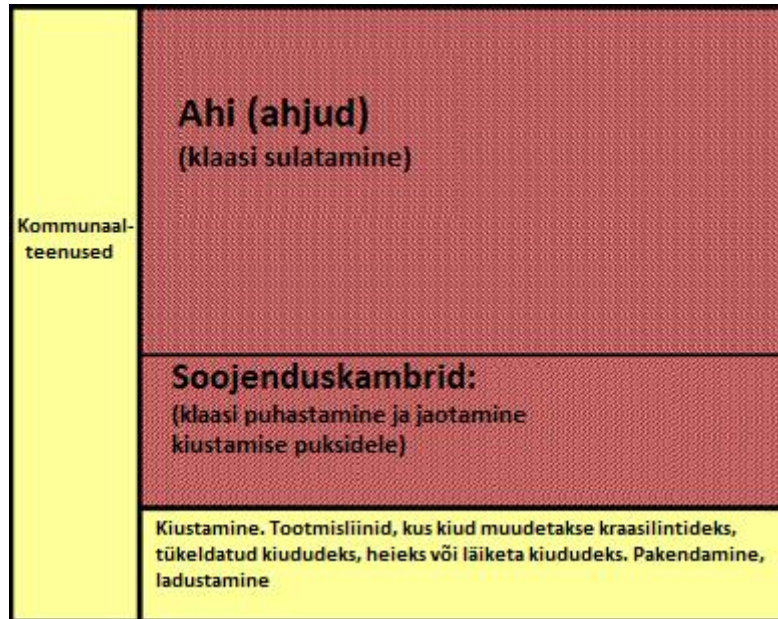 Ahi (ahjud)
(klaasi sulatamine)
Kommunaal-
teenused
Soojenduskambrid:
(klaasi puhastamine ja jaotamine
kiustamise puksidele)
Kiustamine. Tootmisliinid, kus kiud muudetakse kraasilintideks,
tükeldatud kiududeks, heieks või läiketa kiududeks. Pakendamine,
ladustamine